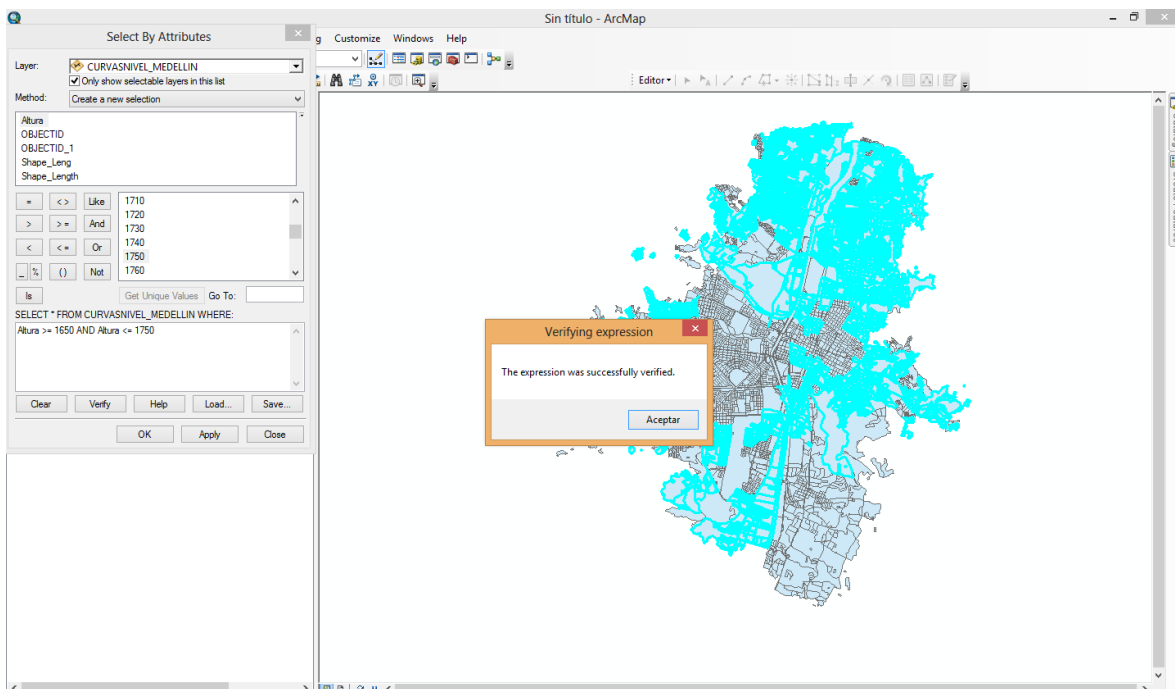 Sin título - ArcMap
Select By Attributes
g Customize Windows Help
Layer: CURVASNIVEL_MEDELLIN
Only show selectable layers in this list
Method: Create a new selection
Editor
Altura
OBJECTID
OBJECTID_1
Shape_Leng
Shape_Length
= <> Like
> >= And
< <= Or
_ % () Not
Is
1710
1720
1730
1740
1750
1760
Get Unique Values Go To:
SELECT * FROM CURVASNIVEL_MEDELLIN WHERE:
Altura >= 1650 AND Altura <= 1750
Clear Verify Help Load... Save...
OK Apply Close
Verifying expression
The expression was successfully verified.
Aceptar